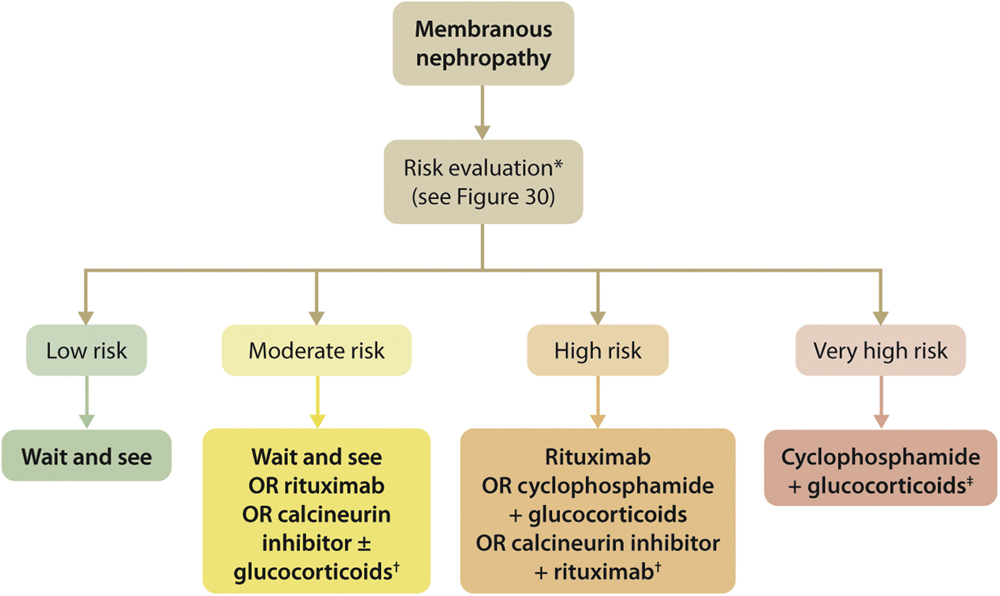 Membranous
nephropathy
Risk evaluation*
(see Figure 30)
Low risk
Moderate risk
High risk
Very high risk
Wait and see
Wait and see
OR rituximab
OR calcineurin
inhibitor ±
glucocorticoids†
Rituximab
OR cyclophosphamide
+ glucocorticoids
OR calcineurin inhibitor
+ rituximab†
Cyclophosphamide
+ glucocorticoids‡